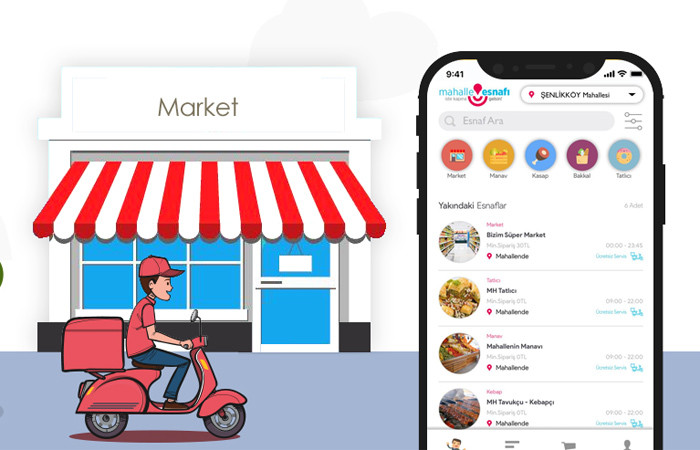 Market
9:41
mahalle esnafı
ŞENLİKKÖY Mahallesi
Esnaf Ara
Market
Manav
Kasap
Bakkal
Tatlıcı
Yakındaki Esnaflar
6 Adet
Market
Bizim Süper Market
Min.Sipariş 30TL
00:00 - 23:45
Mahallende
Ücretsiz Servis
Tatlıcı
MH Tatlıcı
Min.Sipariş 0TL
09:00 - 22:00
Mahallende
Ücretsiz Servis
Manav
Mahallenin Manavı
Min.Sipariş 0TL
09:00 - 22:00
Mahallende
Ücretsiz Servis
Kebap
MH Tavukçu - Kebapçı
Min.Sipariş 0TL
09:00 - 22:00
Mahallende
Ücretsiz Servis